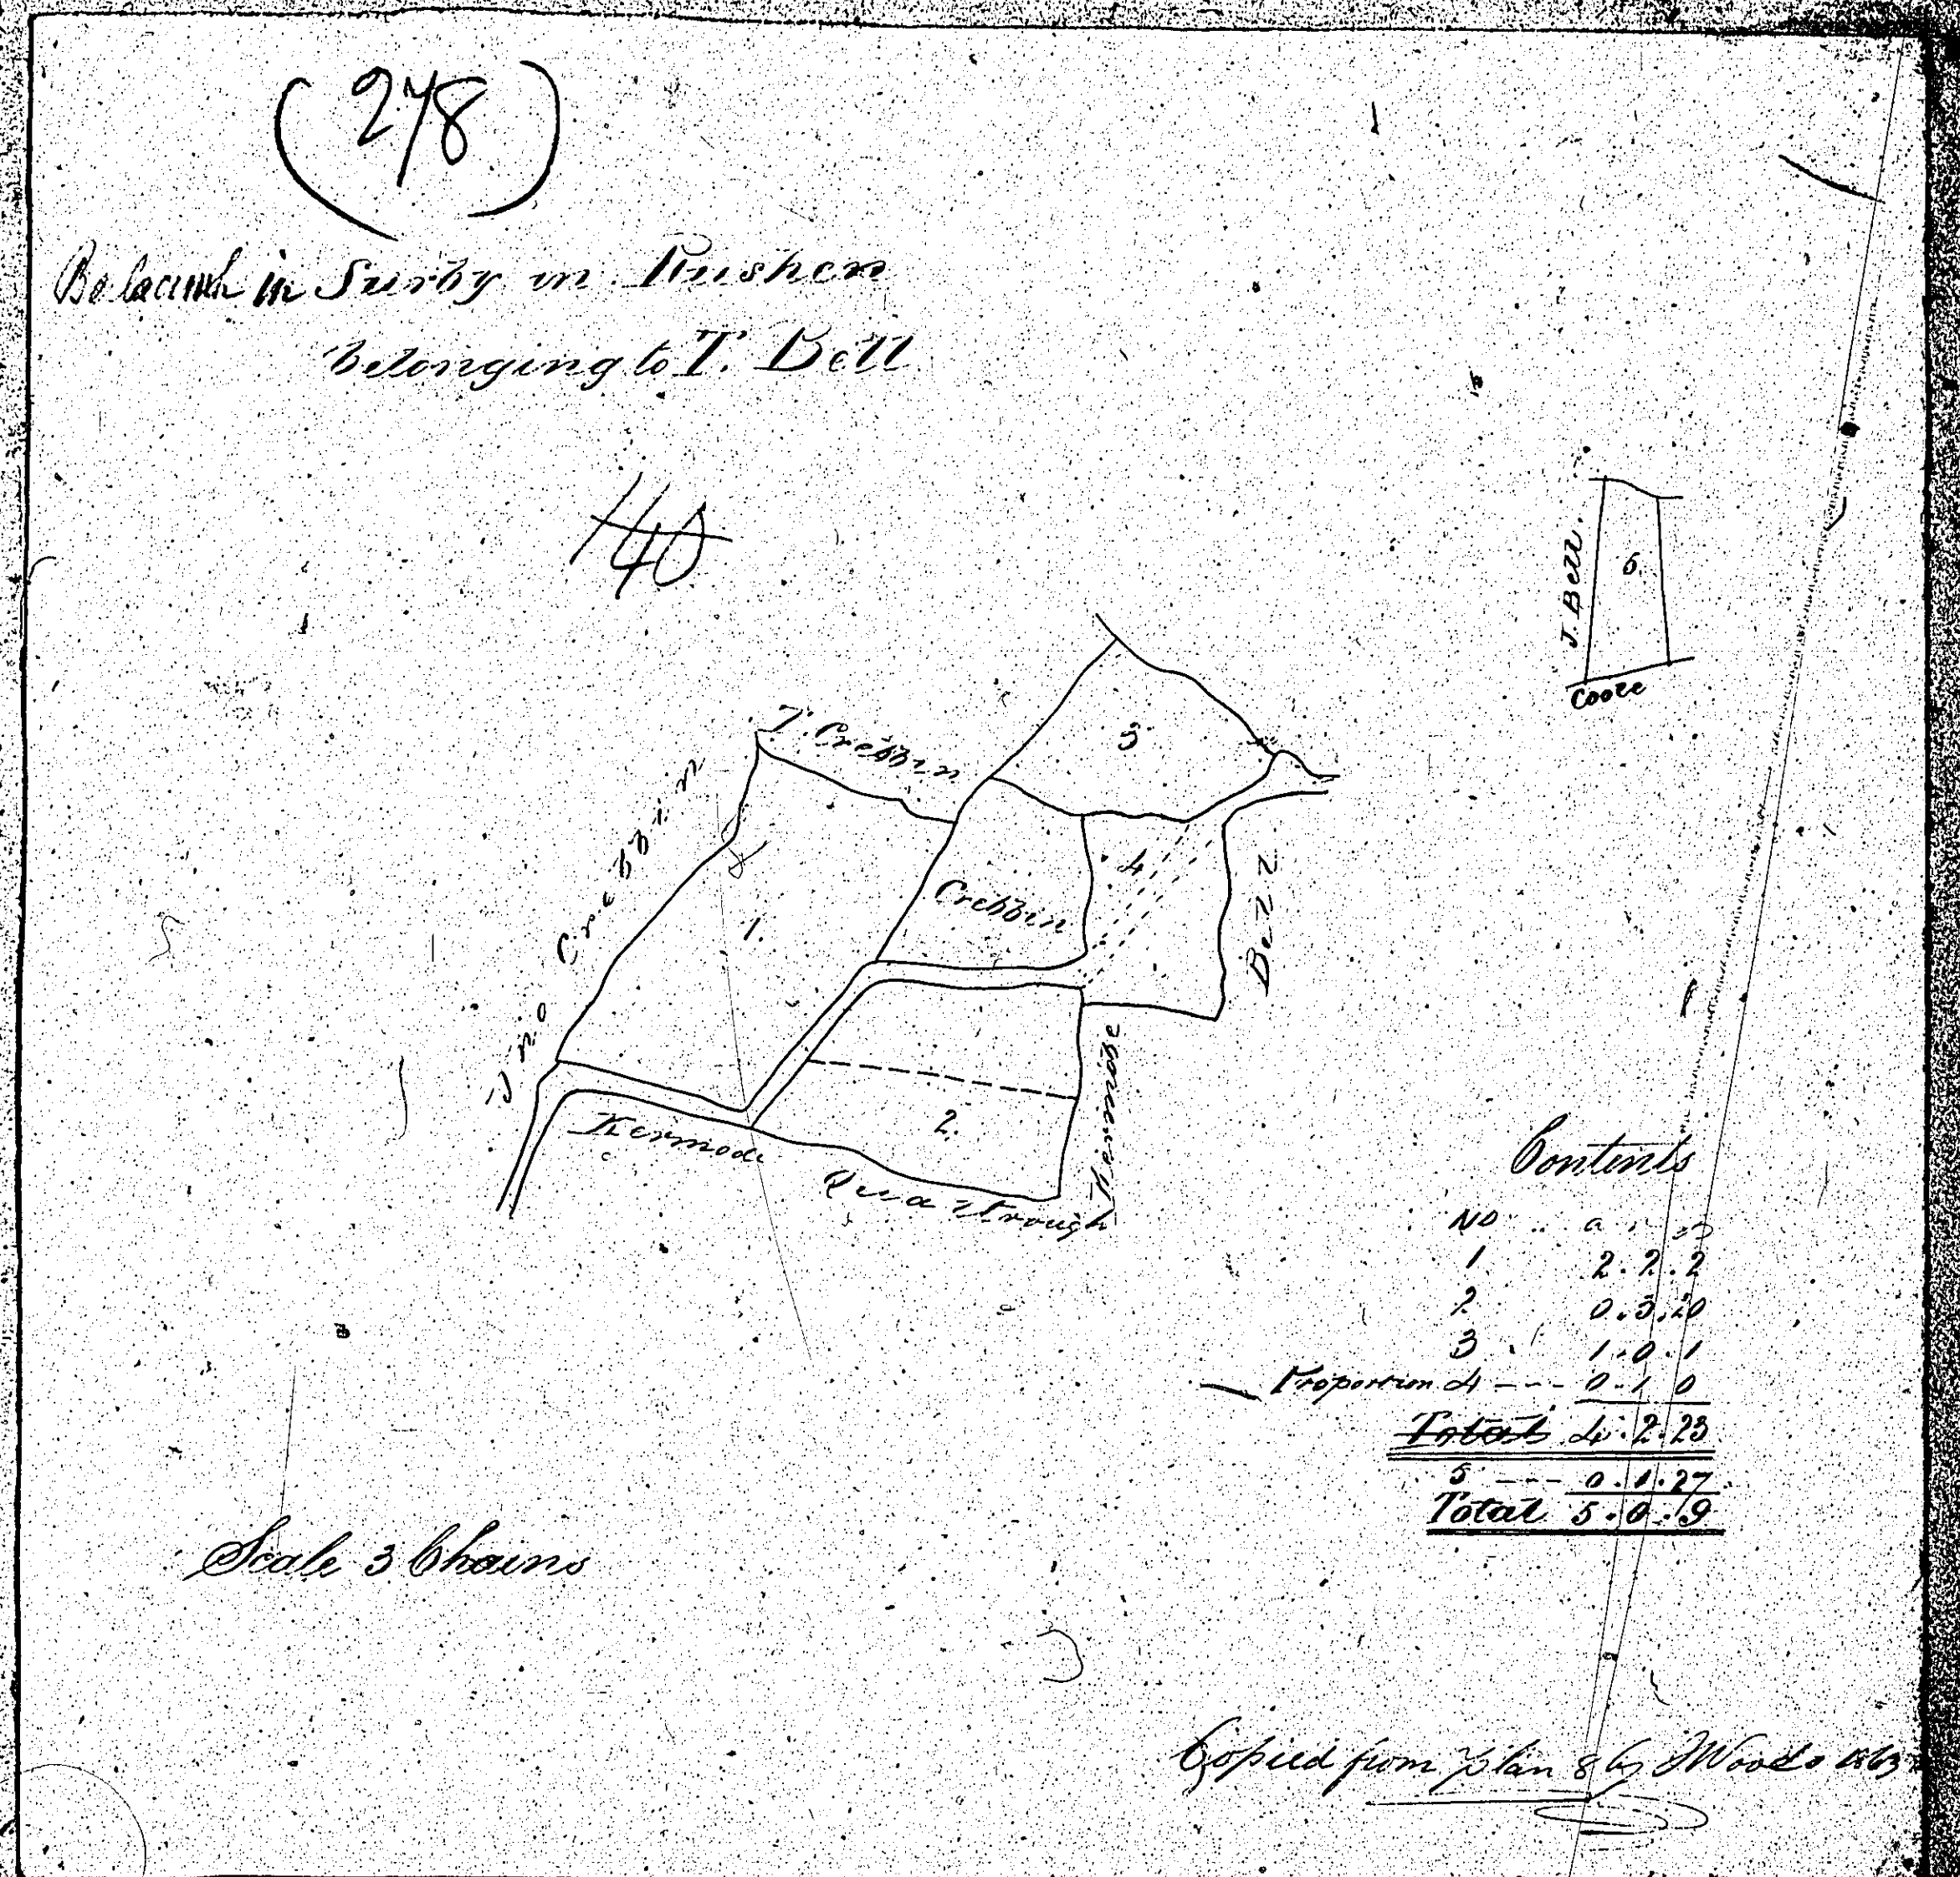 (278)
in Surby in Rushen
belonging to T. Bell
140
J. Bell.
6.
Coole
T. Crebbin
3
Jno Crebbin
1.
Crebbin
4
Bell
2.
Kermode
Qualtrough
Contents
No a r p
1 2.2.2
2 0.3.20
3 1.0.1
Proportion 4 --- 0.1.0
Total 4.2.23
5 --- 0.1.27
Total 5.0.9
Scale 3 Chains
Copied from plan 8 by Woods